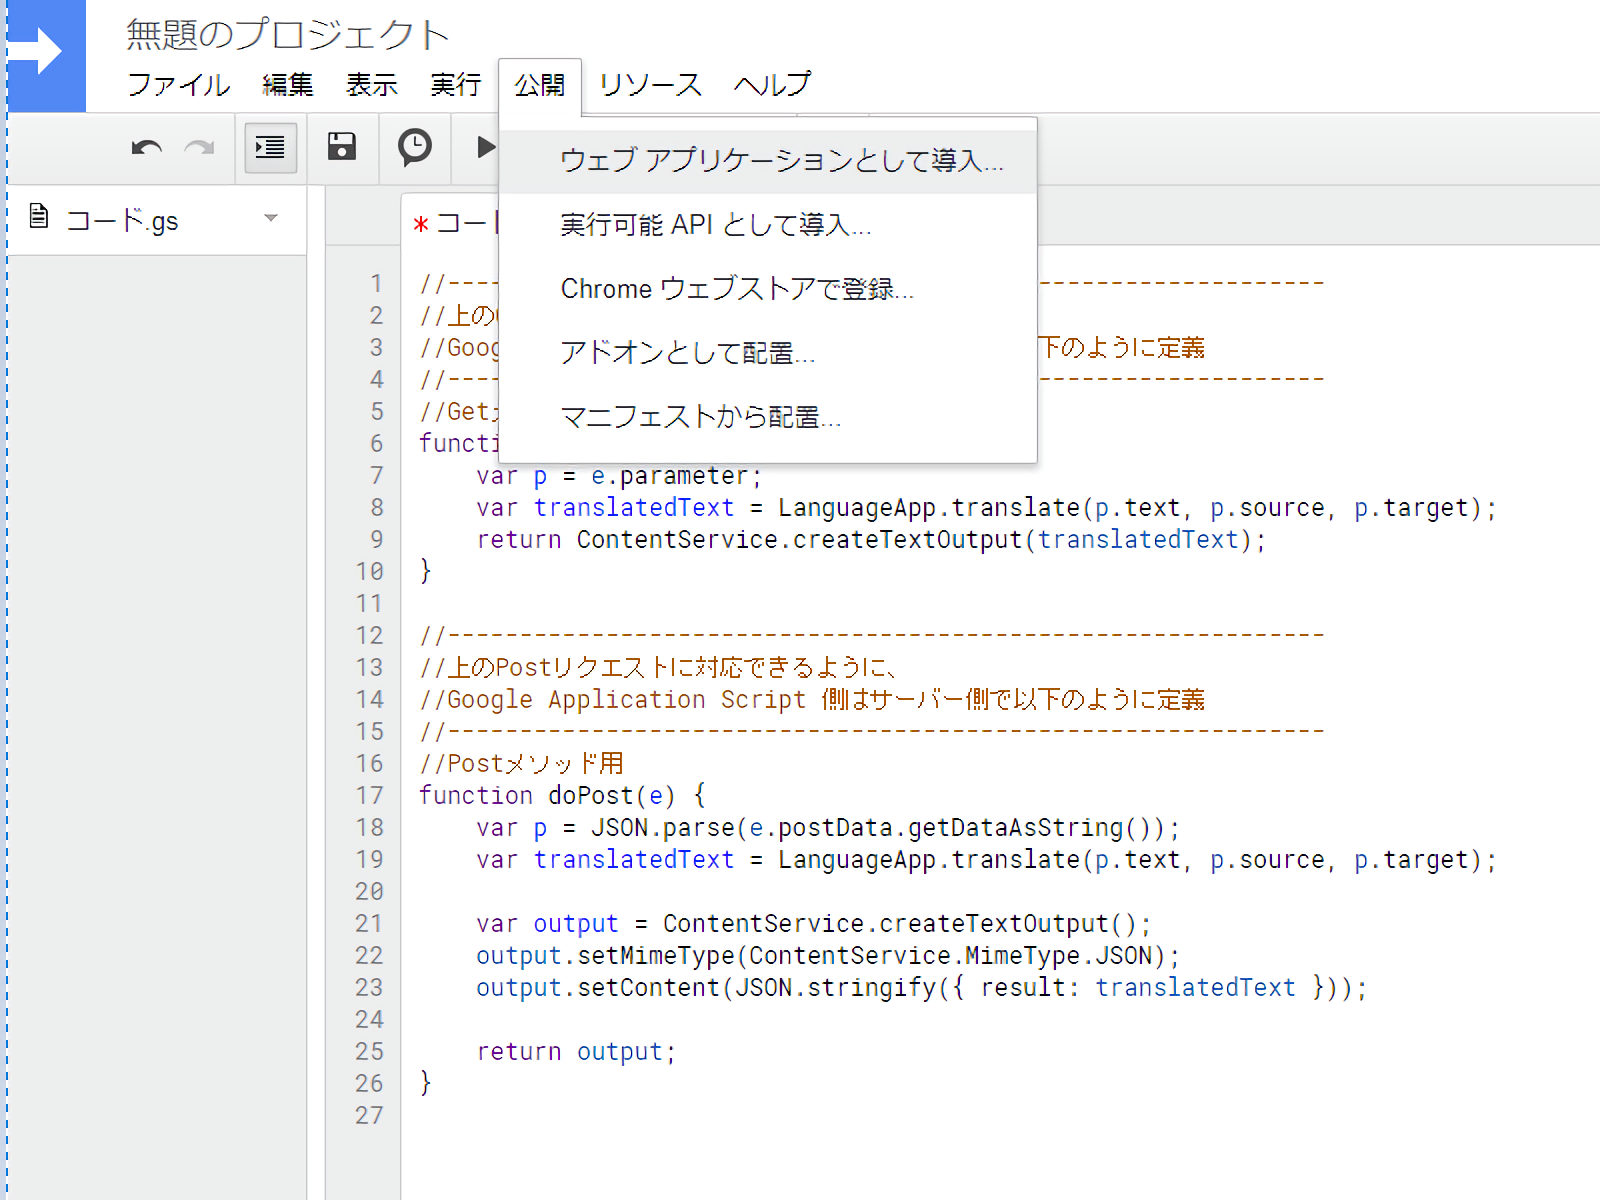 無題のプロジェクト
ファイル 編集 表示 実行 公開 リソース ヘルプ
ウェブ アプリケーションとして導入...
実行可能 API として導入...
Chrome ウェブストアで登録...
アドオンとして配置...
マニフェストから配置...
コード.gs
* コー
1 //---- --------------------
2 //上の
3 //Goog 下のように定義
4 //---- --------------------
5 //Get
6 functi
7 var p = e.parameter;
8 var translatedText = LanguageApp.translate(p.text, p.source, p.target);
9 return ContentService.createTextOutput(translatedText);
10 }
11
12 //-------------------------------------------------------------
13 //上のPostリクエストに対応できるように、
14 //Google Application Script 側はサーバー側で以下のように定義
15 //-------------------------------------------------------------
16 //Postメソッド用
17 function doPost(e) {
18 var p = JSON.parse(e.postData.getDataAsString());
19 var translatedText = LanguageApp.translate(p.text, p.source, p.target);
20
21 var output = ContentService.createTextOutput();
22 output.setMimeType(ContentService.MimeType.JSON);
23 output.setContent(JSON.stringify({ result: translatedText }));
24
25 return output;
26 }
27